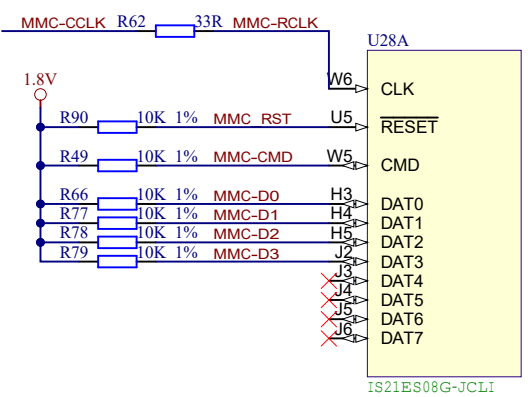 MMC-CCLK R62 33R MMC-RCLK
U28A
1.8V
W6 CLK
R90 10K 1% MMC_RST U5 RESET
R49 10K 1% MMC-CMD W5 CMD
R66 10K 1% MMC-D0 H3 DAT0
R77 10K 1% MMC-D1 H4 DAT1
R78 10K 1% MMC-D2 H5 DAT2
R79 10K 1% MMC-D3 J2 DAT3
J3 DAT4
J4 DAT5
J5 DAT6
J6 DAT7
IS21ES08G-JCLI